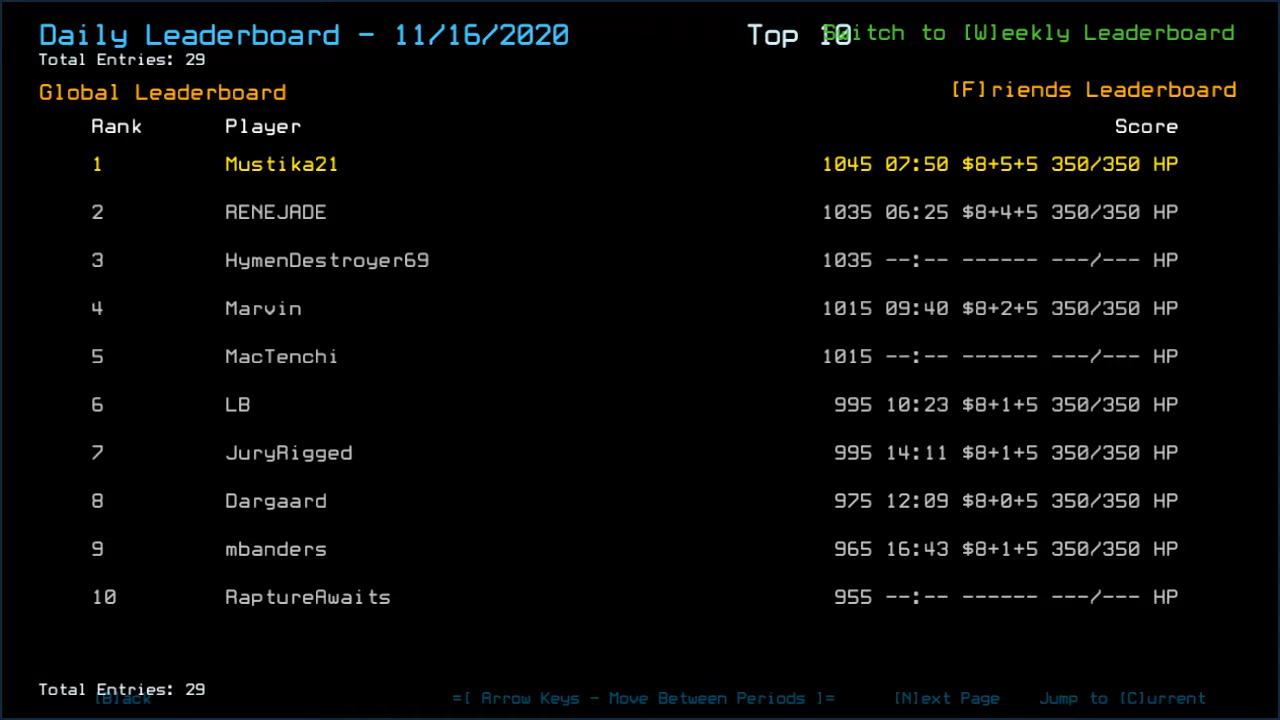 Daily Leaderboard - 11/16/2020 Top 10 Switch to [W]eekly Leaderboard
Total Entries: 29
Global Leaderboard [F]riends Leaderboard
Rank Player Score
1 Mustika21 1045 07:50 $8+5+5 350/350 HP
2 RENEJADE 1035 06:25 $8+4+5 350/350 HP
3 HymenDestroyer69 1035 --:-- ------ ---/--- HP
4 Marvin 1015 09:40 $8+2+5 350/350 HP
5 MacTenchi 1015 --:-- ------ ---/--- HP
6 LB 995 10:23 $8+1+5 350/350 HP
7 JuryRigged 995 14:11 $8+1+5 350/350 HP
8 Dargaard 975 12:09 $8+0+5 350/350 HP
9 mbanders 965 16:43 $8+1+5 350/350 HP
10 RaptureAwaits 955 --:-- ------ ---/--- HP
Total Entries: 29
[B]ack =[ Arrow Keys - Move Between Periods ]= [N]ext Page Jump to [C]urrent